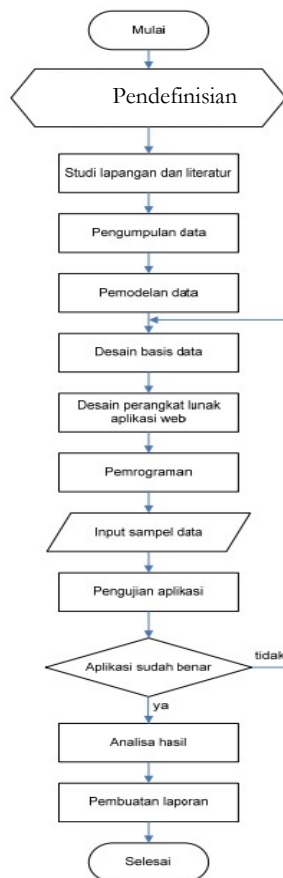 Mulai
Pendefinisian
Studi lapangan dan literatur
Pengumpulan data
Pemodelan data
Desain basis data
Desain perangkat lunak
aplikasi web
Pemrograman
Input sampel data
Pengujian aplikasi
Aplikasi sudah benar
tidak
ya
Analisa hasil
Pembuatan laporan
Selesai